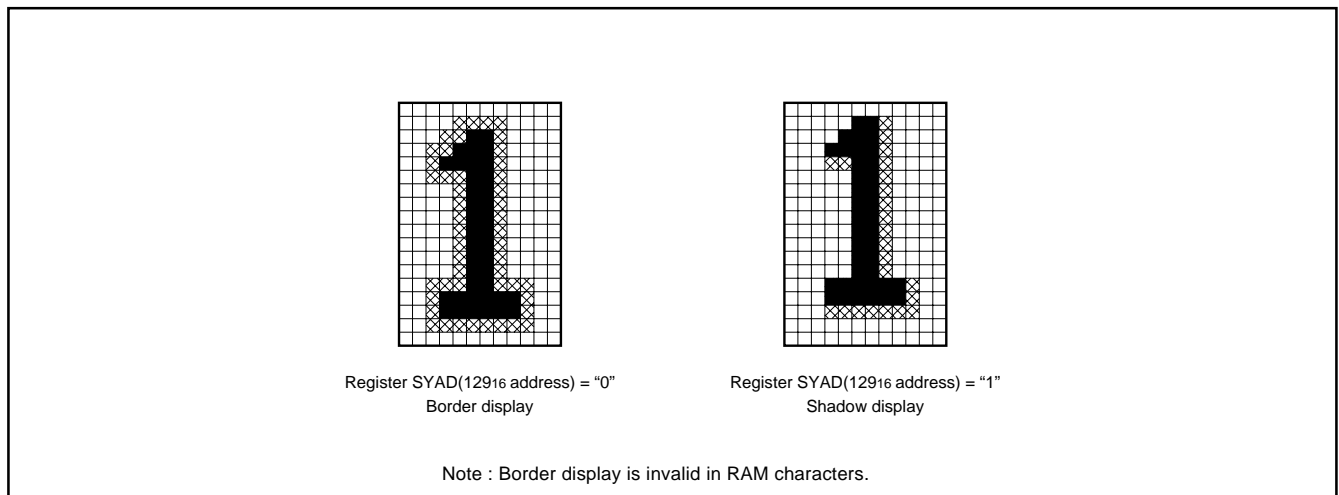 Register SYAD(12916 address) = “0”
Border display
Register SYAD(12916 address) = “1”
Shadow display
Note : Border display is invalid in RAM characters.